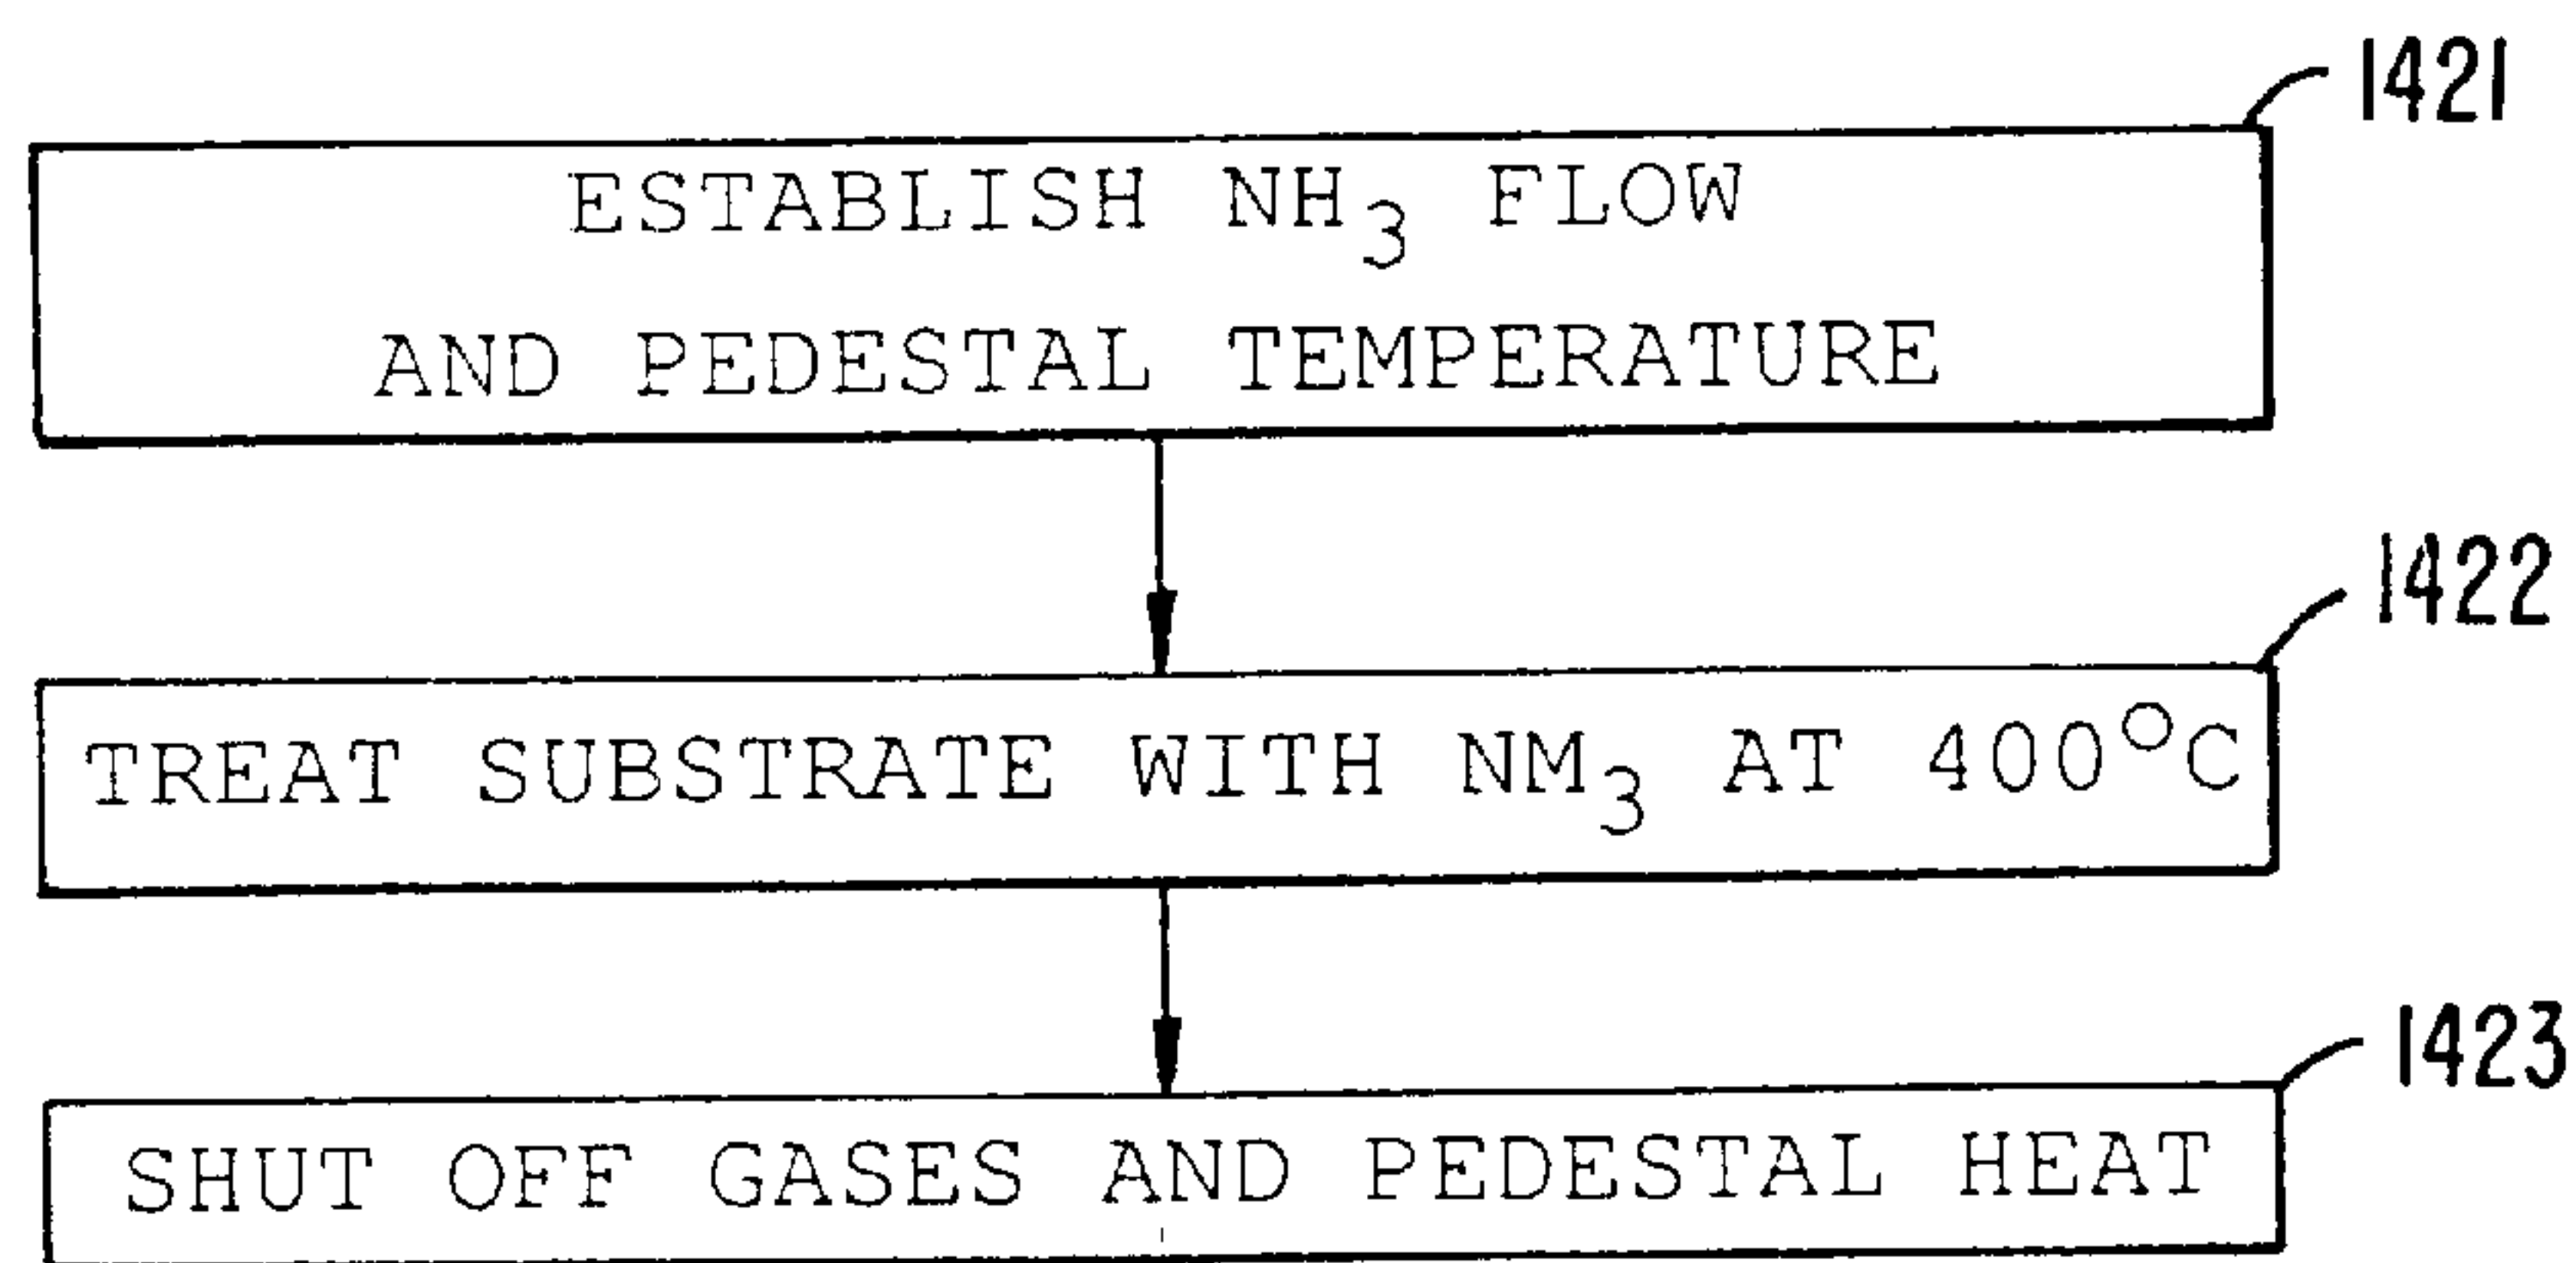 1421
ESTABLISH NH₃ FLOW
AND PEDESTAL TEMPERATURE
1422
TREAT SUBSTRATE WITH NM₃ AT 400°C
1423
SHUT OFF GASES AND PEDESTAL HEAT